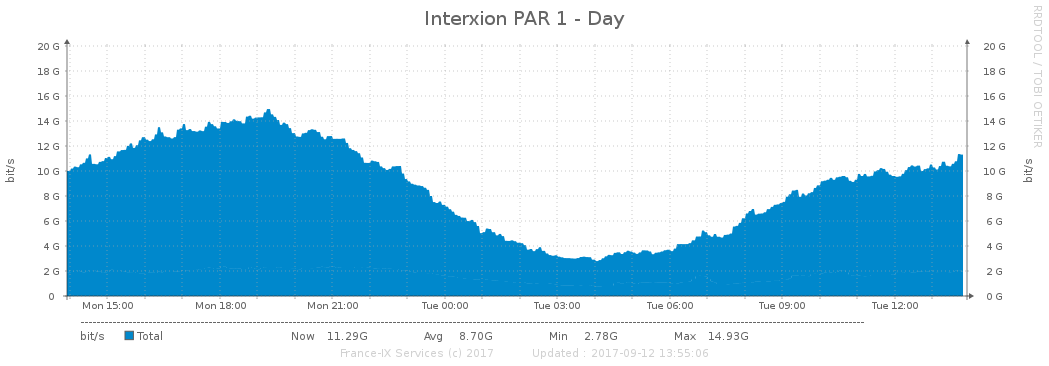 Interxion PAR 1 - Day
RRDTOOL / TOBI OETIKER
20 G 20 G
18 G 18 G
16 G 16 G
14 G 14 G
12 G 12 G
10 G 10 G
8 G 8 G
6 G 6 G
4 G 4 G
2 G 2 G
0 0 G
bit/s bit/s
Mon 15:00 Mon 18:00 Mon 21:00 Tue 00:00 Tue 03:00 Tue 06:00 Tue 09:00 Tue 12:00
bit/s Total Now 11.29G Avg 8.70G Min 2.78G Max 14.93G
France-IX Services (c) 2017 Updated : 2017-09-12 13:55:06